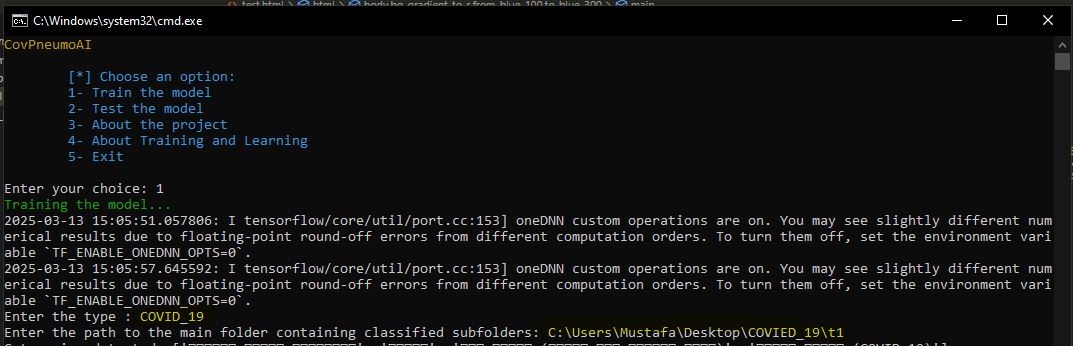 test.html > html > body.bg-gradient-to-r.from-blue-100.to-blue-300 > main
C:\Windows\system32\cmd.exe
CovPneumoAI
[*] Choose an option:
1- Train the model
2- Test the model
3- About the project
4- About Training and Learning
5- Exit
Enter your choice: 1
Training the model...
2025-03-13 15:05:51.057806: I tensorflow/core/util/port.cc:153] oneDNN custom operations are on. You may see slightly different num
erical results due to floating-point round-off errors from different computation orders. To turn them off, set the environment vari
able `TF_ENABLE_ONEDNN_OPTS=0`.
2025-03-13 15:05:57.645592: I tensorflow/core/util/port.cc:153] oneDNN custom operations are on. You may see slightly different num
erical results due to floating-point round-off errors from different computation orders. To turn them off, set the environment vari
able `TF_ENABLE_ONEDNN_OPTS=0`.
Enter the type : COVID_19
Enter the path to the main folder containing classified subfolders: C:\Users\Mustafa\Desktop\COVIED_19\t1